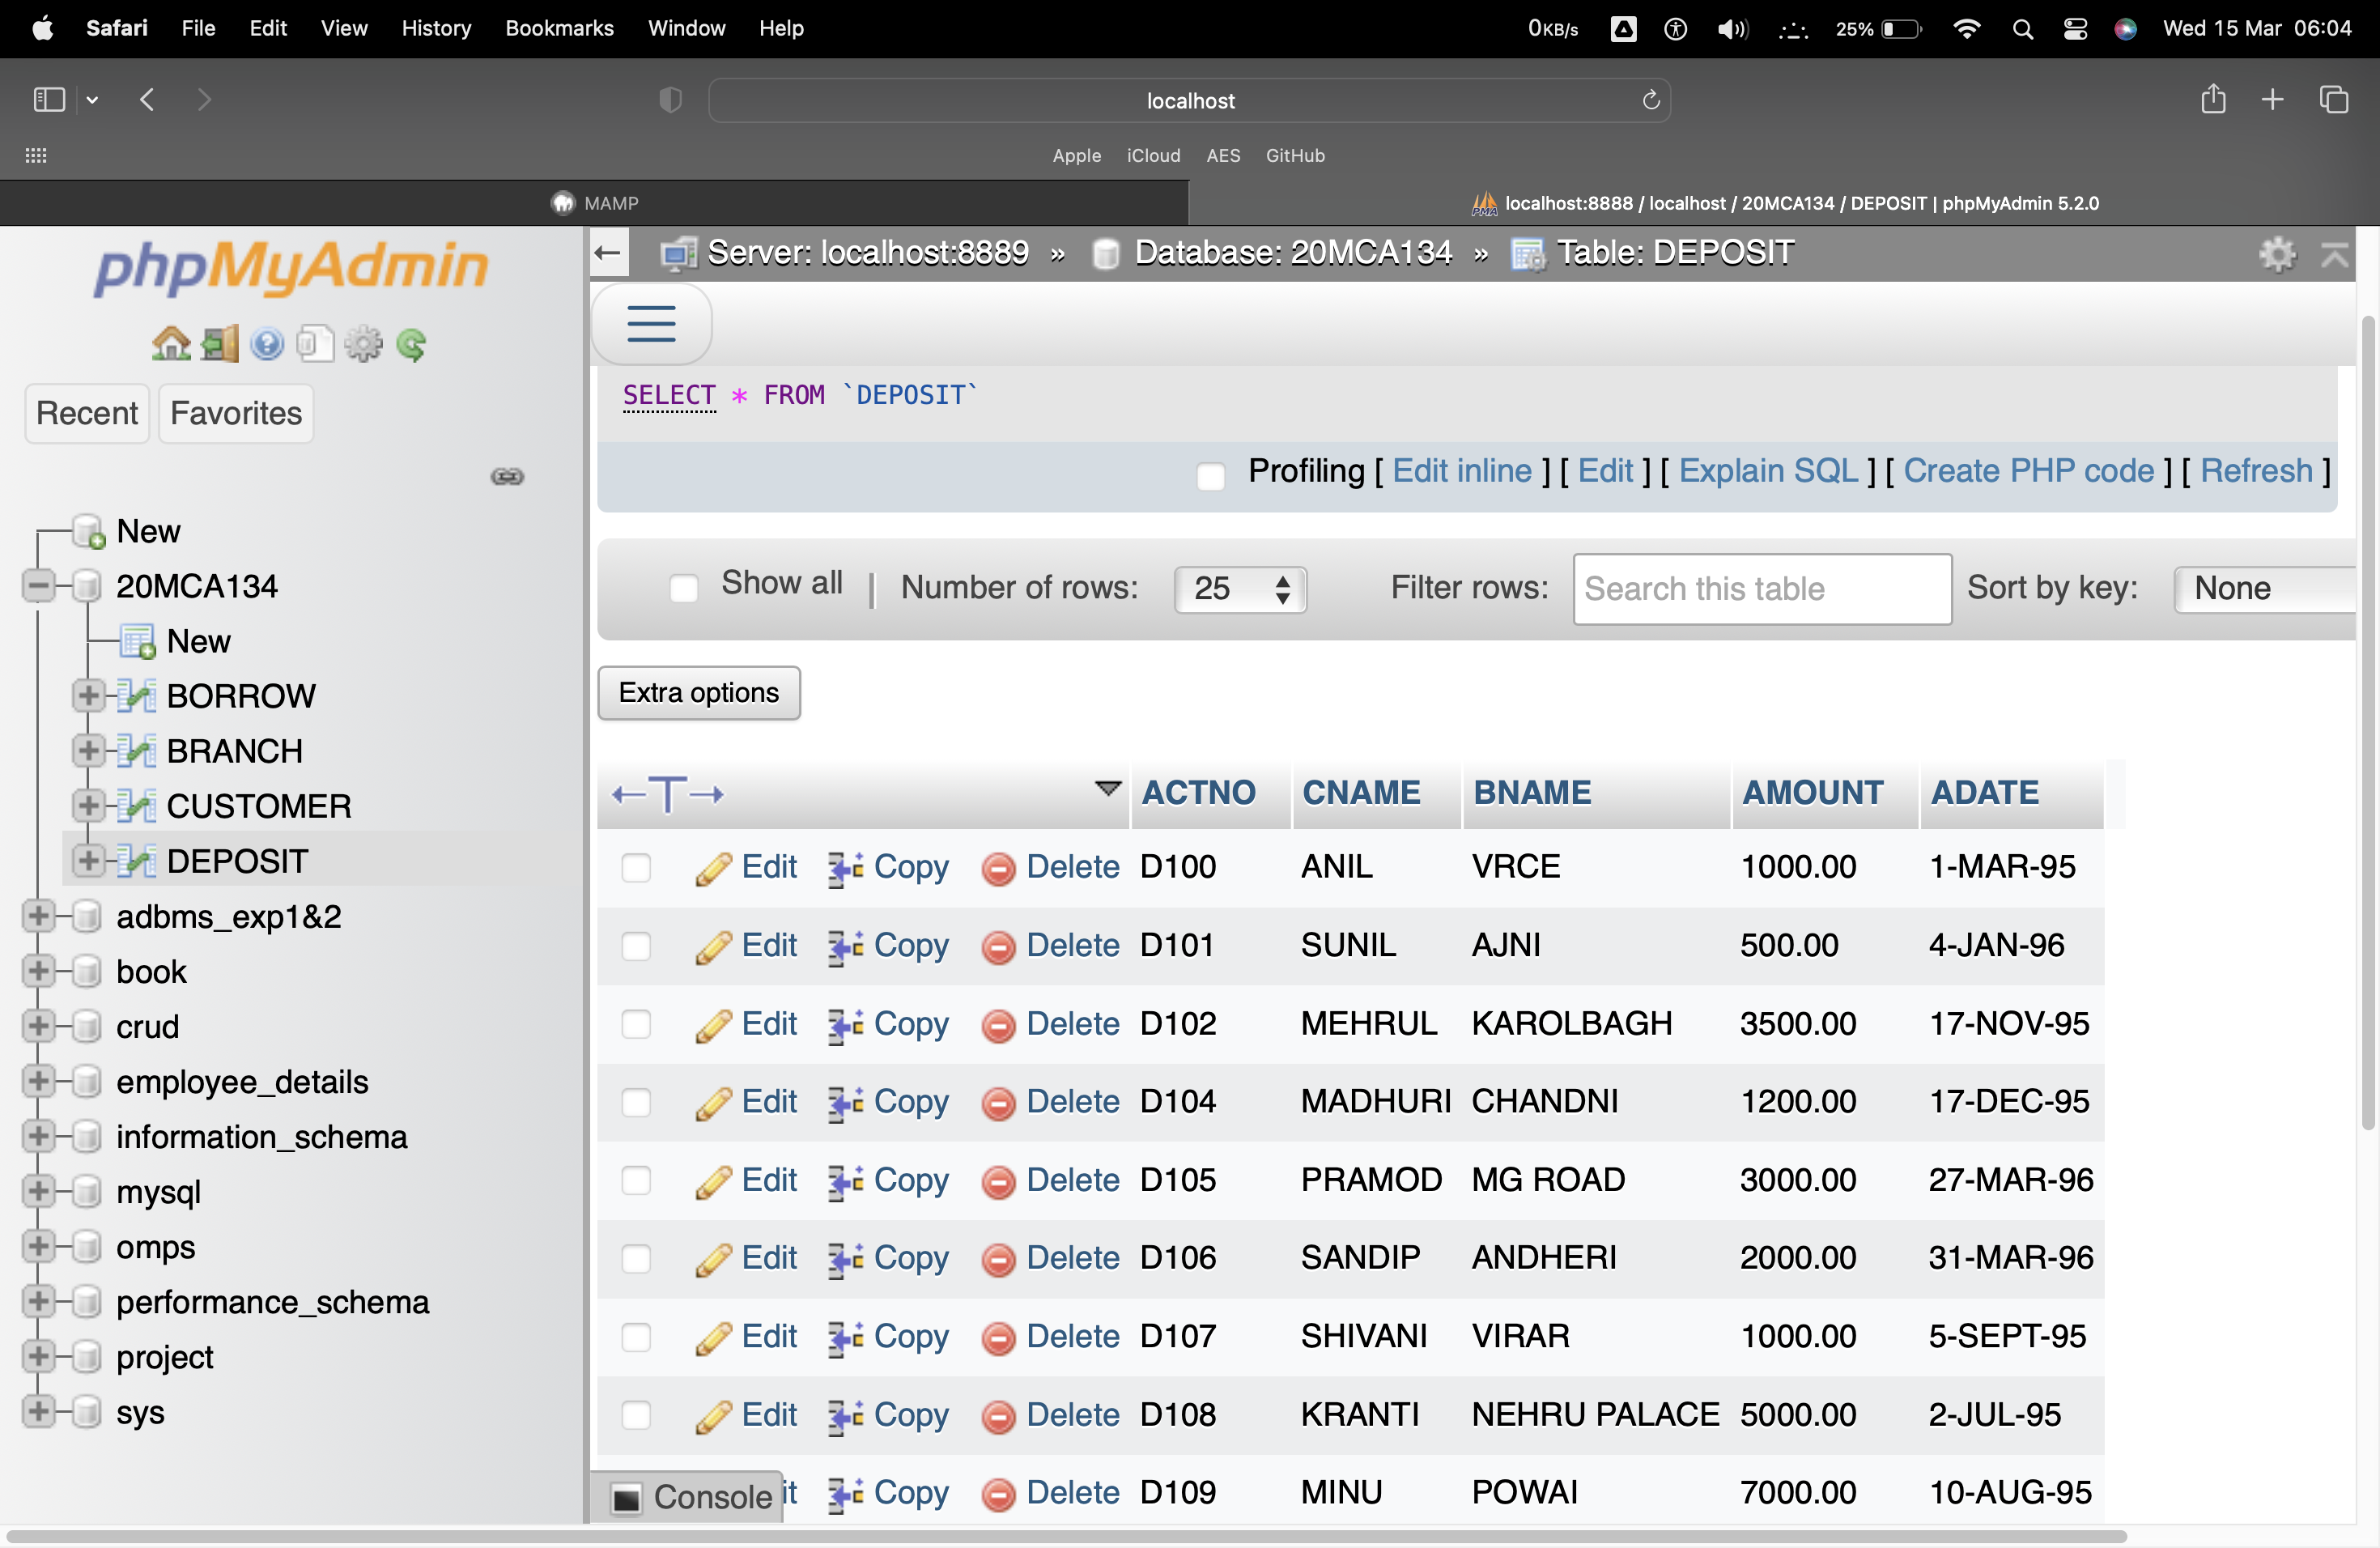 Safari File Edit View History Bookmarks Window Help 0KB/s 25% Wed 15 Mar 06:04
localhost
Apple iCloud AES GitHub
MAMP
localhost:8888 / localhost / 20MCA134 / DEPOSIT | phpMyAdmin 5.2.0
phpMyAdmin
Recent Favorites
New
20MCA134
New
BORROW
BRANCH
CUSTOMER
DEPOSIT
adbms_exp1&2
book
crud
employee_details
information_schema
mysql
omps
performance_schema
project
sys
Server: localhost:8889 » Database: 20MCA134 » Table: DEPOSIT
SELECT * FROM `DEPOSIT`
Profiling [ Edit inline ] [ Edit ] [ Explain SQL ] [ Create PHP code ] [ Refresh ]
Show all | Number of rows: 25 Filter rows: Search this table Sort by key: None
Extra options
←T→ ACTNO CNAME BNAME AMOUNT ADATE
Edit Copy Delete D100 ANIL VRCE 1000.00 1-MAR-95
Edit Copy Delete D101 SUNIL AJNI 500.00 4-JAN-96
Edit Copy Delete D102 MEHRUL KAROLBAGH 3500.00 17-NOV-95
Edit Copy Delete D104 MADHURI CHANDNI 1200.00 17-DEC-95
Edit Copy Delete D105 PRAMOD MG ROAD 3000.00 27-MAR-96
Edit Copy Delete D106 SANDIP ANDHERI 2000.00 31-MAR-96
Edit Copy Delete D107 SHIVANI VIRAR 1000.00 5-SEPT-95
Edit Copy Delete D108 KRANTI NEHRU PALACE 5000.00 2-JUL-95
Console it Copy Delete D109 MINU POWAI 7000.00 10-AUG-95